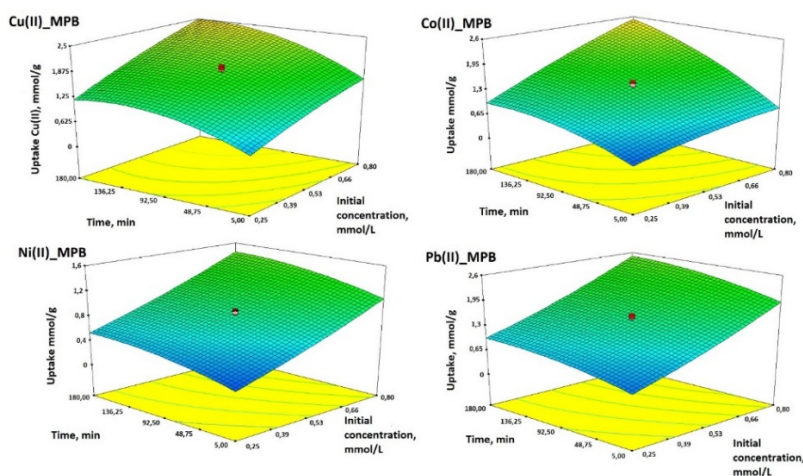 Cu(II)_MPB
Uptake Cu(II), mmol/g
2,5
1,875
1,25
0,625
0
180,00
136,25
92,50
48,75
5,00
Time, min
0,25
0,39
0,53
0,66
0,80
Initial
concentration,
mmol/L
Co(II)_MPB
Uptake mmol/g
2,6
1,95
1,3
0,65
0
180,00
136,25
92,50
48,75
5,00
Time, min
0,25
0,39
0,53
0,66
0,80
Initial
concentration,
mmol/L
Ni(II)_MPB
Uptake mmol/g
1,6
1,2
0,8
0,4
0
180,00
136,25
92,50
48,75
5,00
Time, min
0,25
0,39
0,53
0,66
0,80
Initial
concentration,
mmol/L
Pb(II)_MPB
Uptake, mmol/g
2,6
1,95
1,3
0,65
0
180,00
136,25
92,50
48,75
5,00
Time, min
0,25
0,39
0,53
0,66
0,80
Initial
concentration,
mmol/L